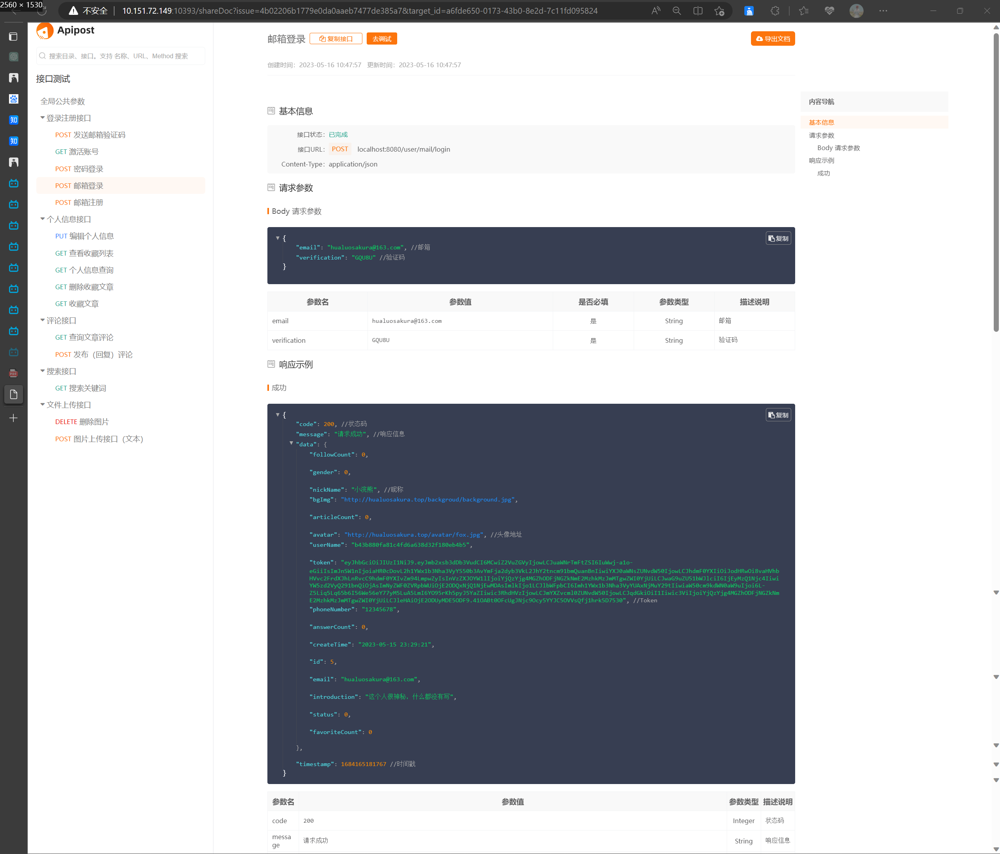 2560 × 1530
不安全
10.151.72.149:10393/shareDoc?issue=4b02206b1779e0da0aaeb7477de385a7&target_id=a6fde650-0173-43b0-8e2d-7c11fd095824
Apipost
搜索目录、接口。支持 名称、URL、Method 搜索
接口测试
全局公共参数
登录注册接口
POST 发送邮箱验证码
GET 激活账号
POST 密码登录
POST 邮箱登录
POST 邮箱注册
个人信息接口
PUT 编辑个人信息
GET 查看收藏列表
GET 个人信息查询
GET 删除收藏文章
GET 收藏文章
评论接口
GET 查询文章评论
POST 发布（回复）评论
搜索接口
GET 搜索关键词
文件上传接口
DELETE 删除图片
POST 图片上传接口（文本）
知
知
PDF
邮箱登录 复制接口 去调试
导出文档
创建时间：2023-05-16 10:47:57 更新时间：2023-05-16 10:47:57
基本信息
接口状态：已完成
接口URL：POST localhost:8080/user/mail/login
Content-Type：application/json
请求参数
Body 请求参数
复制
{
"email": "hualuosakura@163.com", //邮箱
"verification": "GQU8U" //验证码
}
参数名 参数值 是否必填 参数类型 描述说明
email hualuosakura@163.com 是 String 邮箱
verification GQU8U 是 String 验证码
响应示例
成功
复制
{
"code": 200, //状态码
"message": "请求成功", //响应信息
"data": {
"followCount": 0,
"gender": 0,
"nickName": "小浣熊", //昵称
"bgImg": "http://hualuosakura.top/backgroud/background.jpg",
"articleCount": 0,
"avatar": "http://hualuosakura.top/avatar/fox.jpg", //头像地址
"userName": "b43b880fa81c4fd6a638d32f180eb4b5",
"token": "eyJhbGciOiJIUzI1NiJ9.eyJmb2xsb3dDb3VudCI6MCwiZ2VuZGVyIjowLCJuaWNrTmFtZSI6IuWwj-a1o-
//Token
"phoneNumber": "12345678",
"answerCount": 0,
"createTime": "2023-05-15 23:29:21",
"id": 5,
"email": "hualuosakura@163.com",
"introduction": "这个人很神秘，什么都没有写",
"status": 0,
"favoriteCount": 0
},
"timestamp": 1684165181767 //时间戳
}
参数名 参数值 参数类型 描述说明
code 200 Integer 状态码
messa
ge 请求成功 String 响应信息
内容导航
基本信息
请求参数
Body 请求参数
响应示例
成功